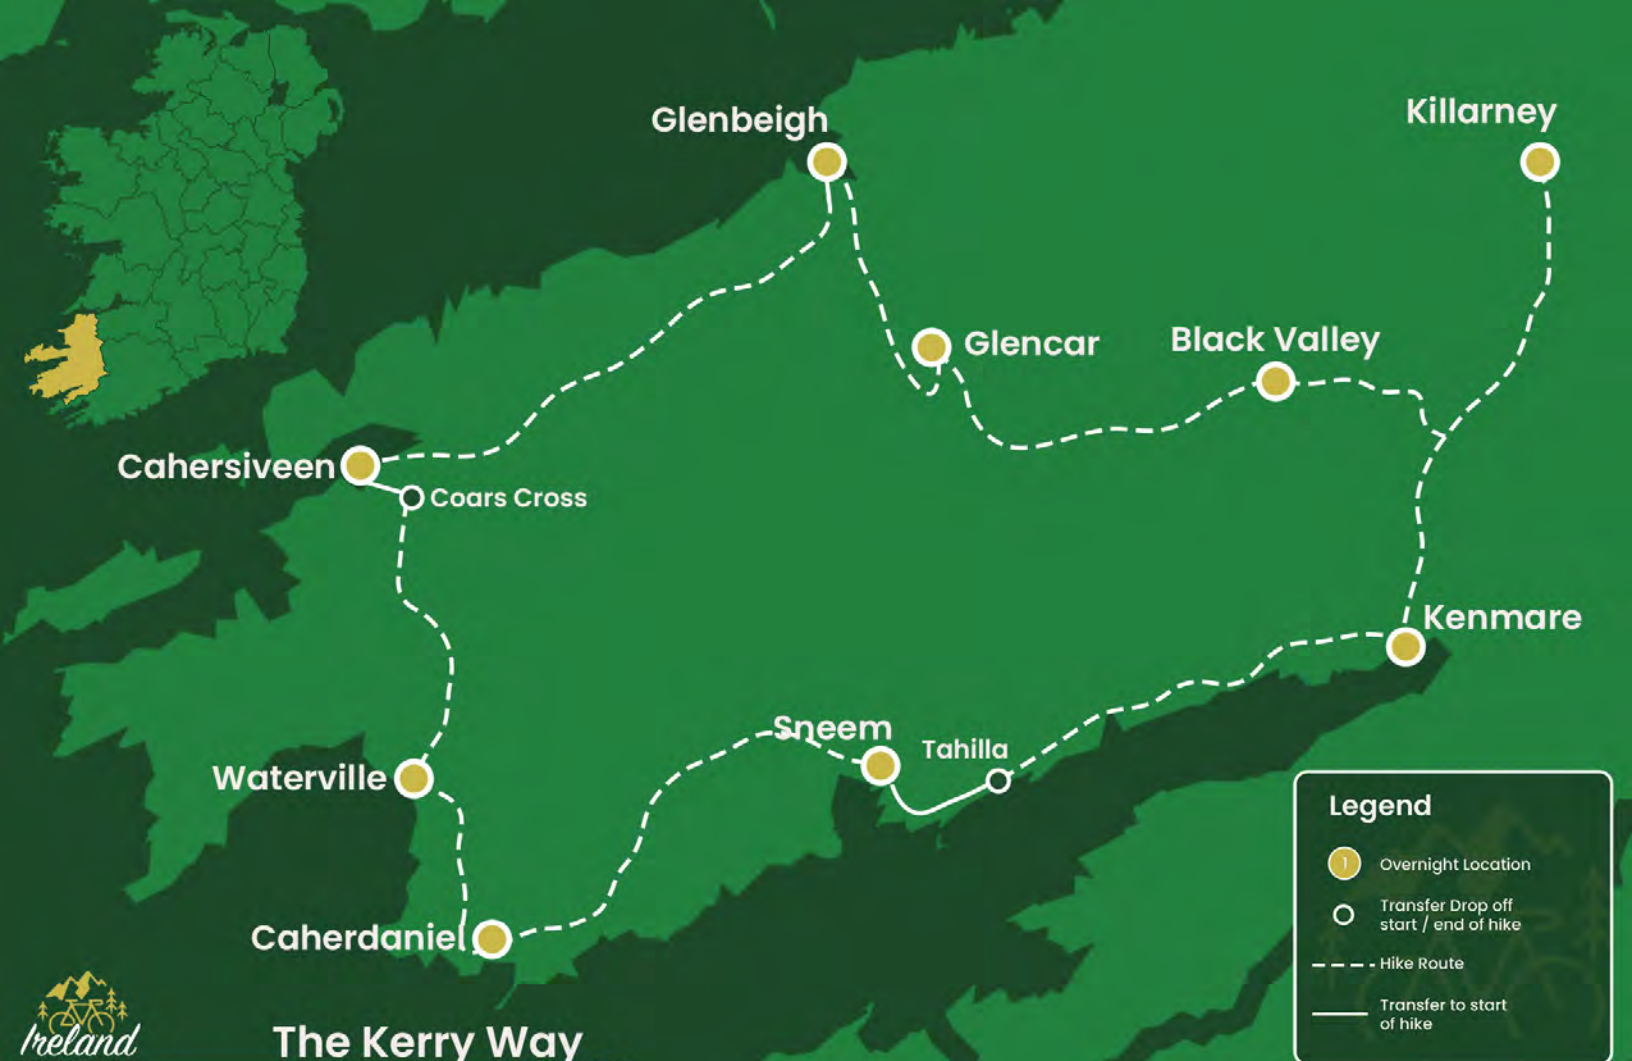 Glenbeigh
Killarney
Glencar
Black Valley
Cahersiveen
Coars Cross
Kenmare
Sneem
Tahilla
Waterville
Caherdaniel
Legend
1
Overnight Location
Transfer Drop off
start / end of hike
Hike Route
Transfer to start
of hike
Ireland
The Kerry Way